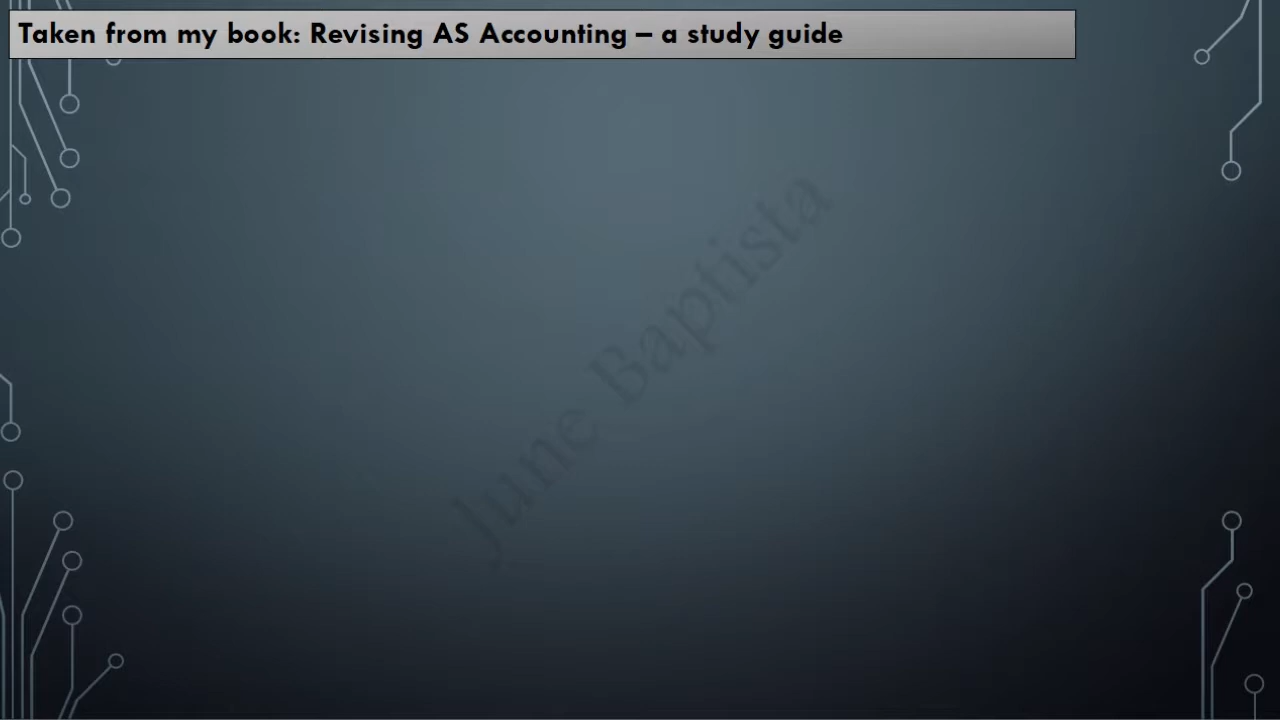 Taken from my book: Revising AS Accounting – a study guide
June Baptista